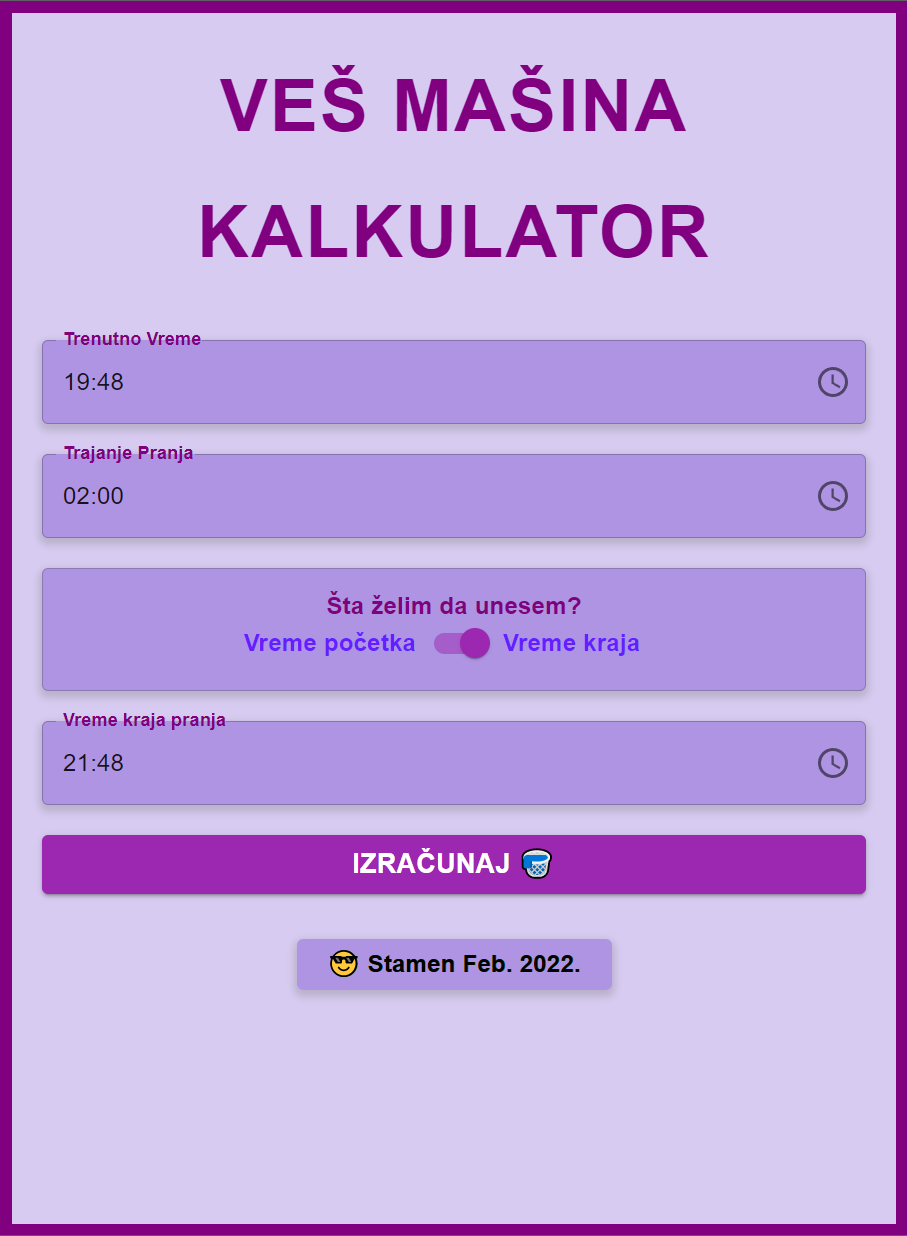 VEŠ MAŠINA
KALKULATOR
Trenutno Vreme
19:48
Trajanje Pranja
02:00
Šta želim da unesem?
Vreme početka Vreme kraja
Vreme kraja pranja
21:48
IZRAČUNAJ
😎 Stamen Feb. 2022.